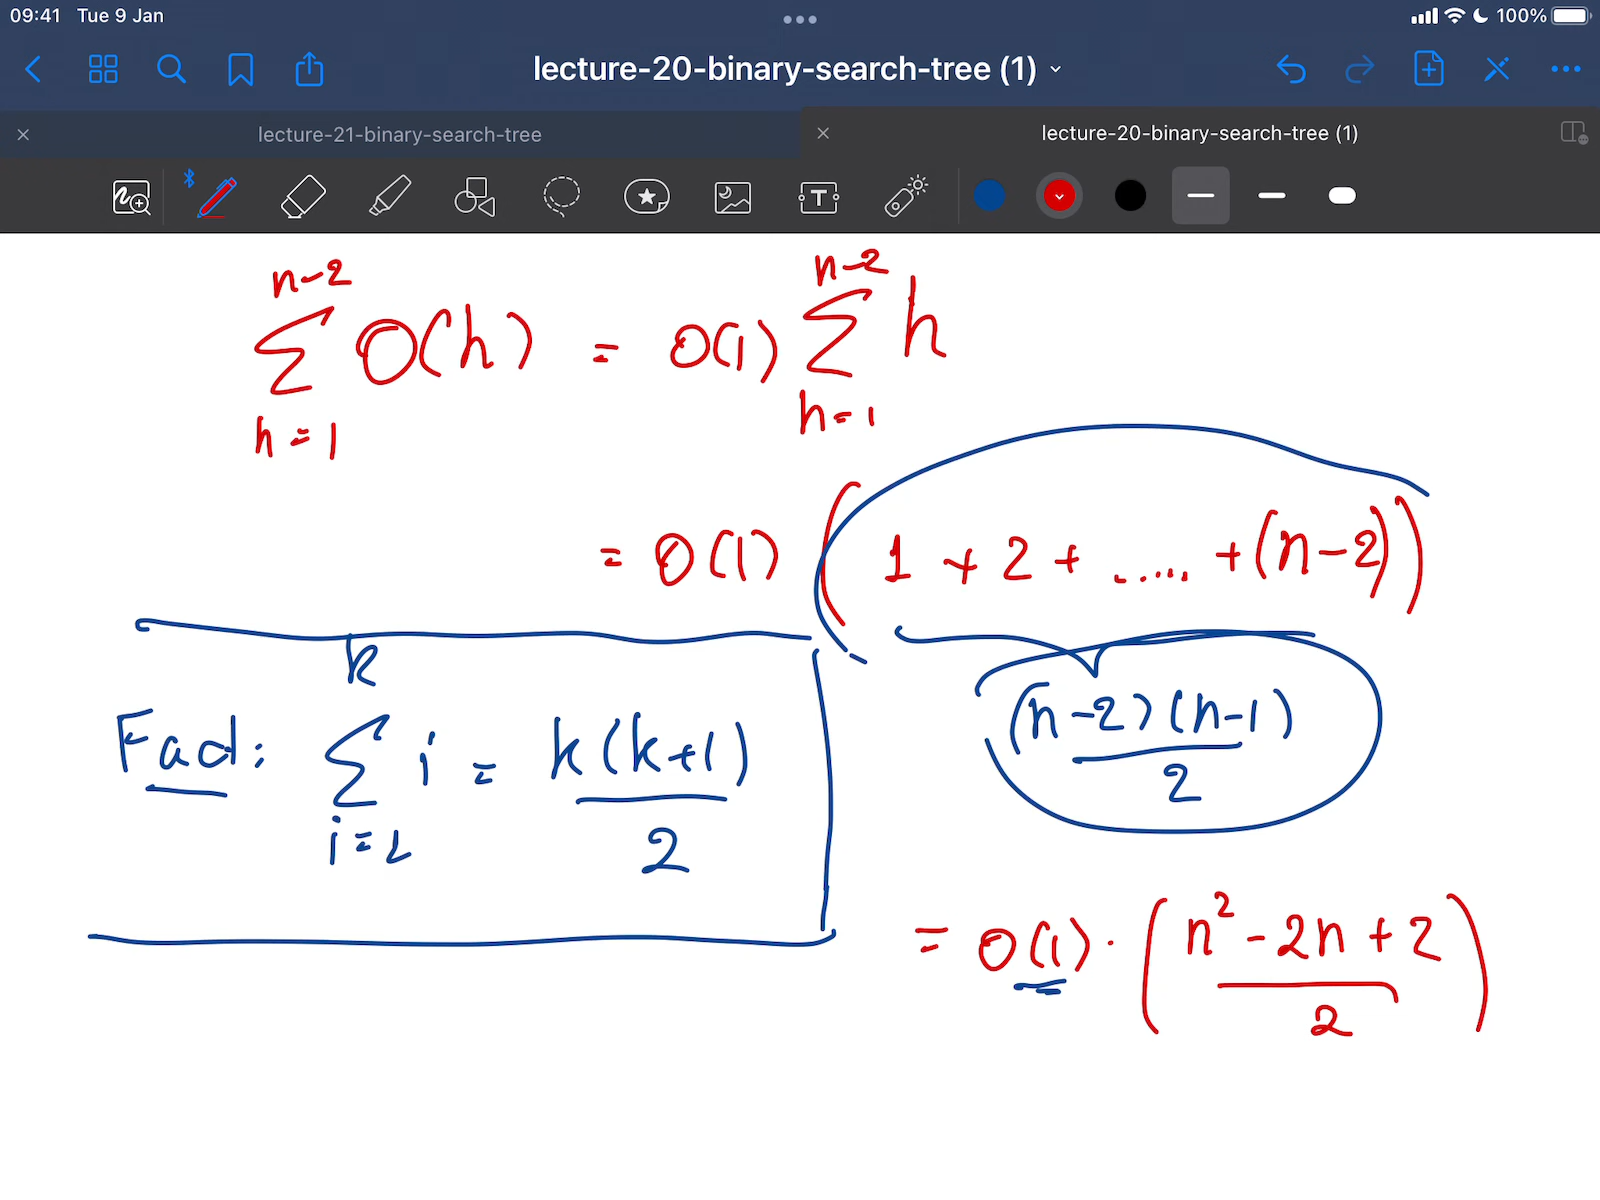 09:41 Tue 9 Jan 100%
lecture-20-binary-search-tree (1)
lecture-21-binary-search-tree
lecture-20-binary-search-tree (1)
T
n-2 n-2
∑ O(h) = O(1) ∑ h
h=1 h=1
= O(1) (1 + 2 + ..... + (n-2))
k
Fact: ∑ i = k(k+1)
i=1 2
(n-2)(n-1)
2
= O(1) · (n² - 2n + 2)
2